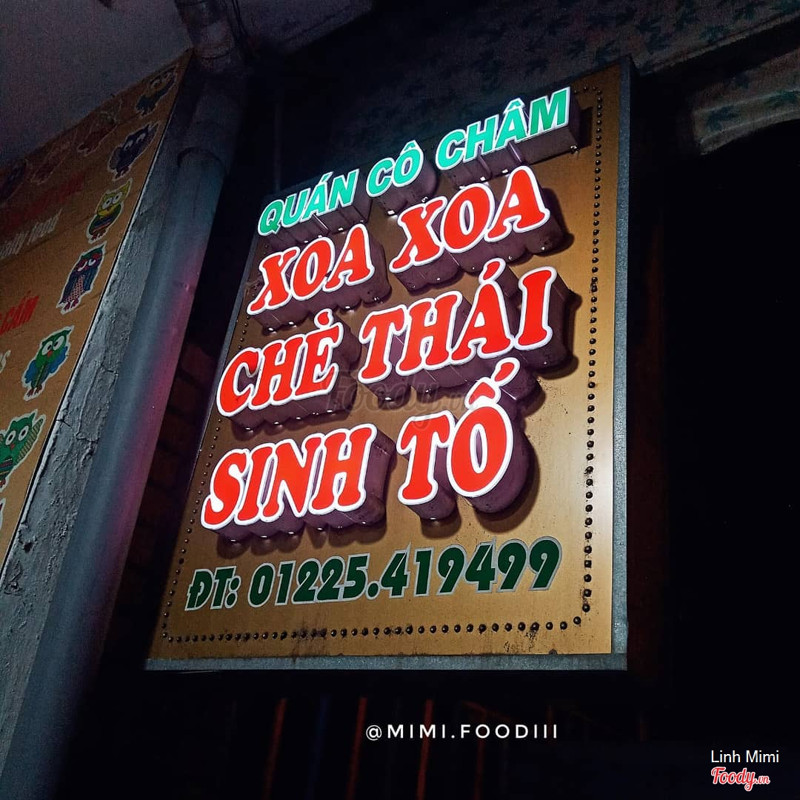 QUÁN CÔ CHÂM
XOA XOA
CHÈ THÁI
SINH TỐ
ĐT: 01225.419499
@MIMI.FOODIII
Linh Mimi
Foody.vn